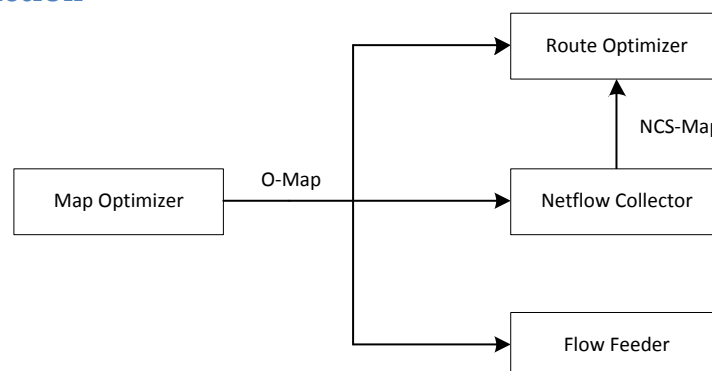 Route Optimizer
NCS-Map
O-Map
Map Optimizer
Netflow Collector
Flow Feeder